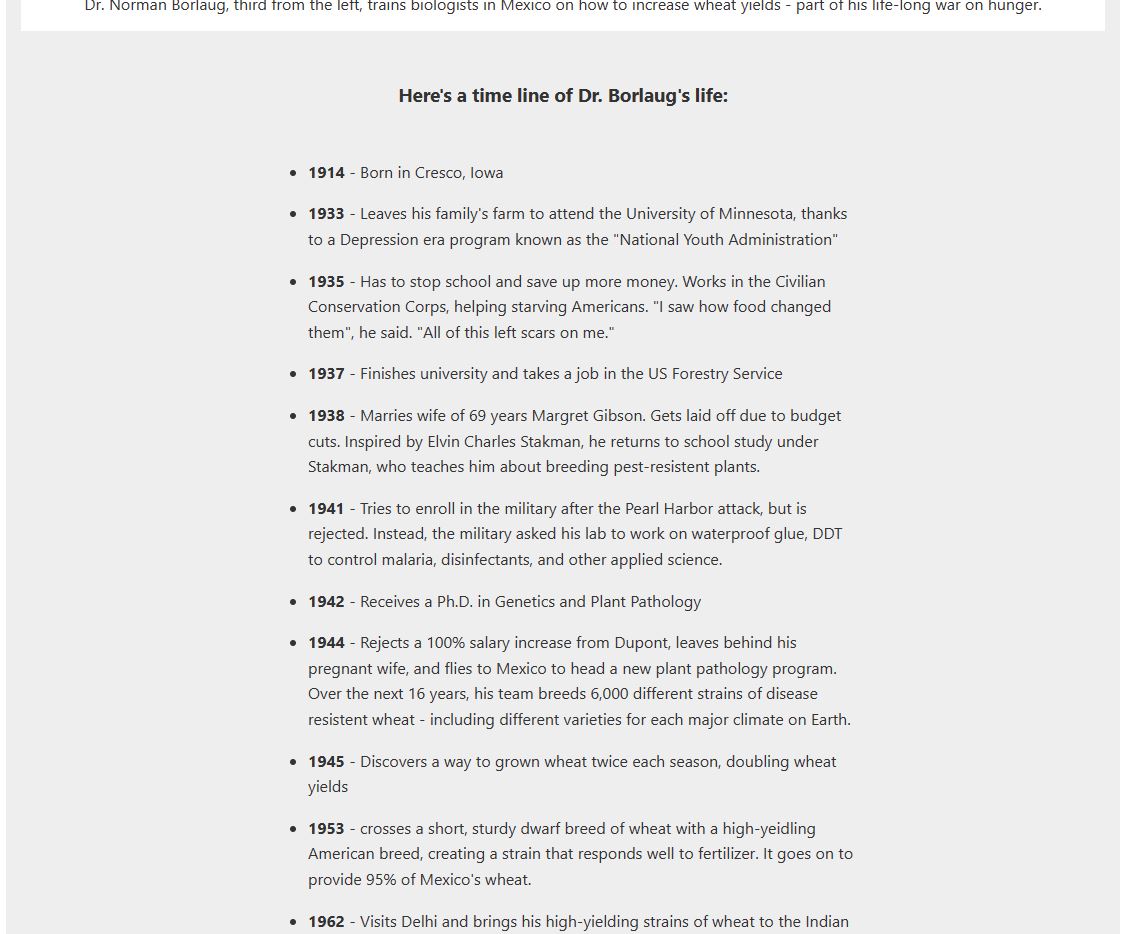 Dr. Norman Borlaug, third from the left, trains biologists in Mexico on how to increase wheat yields - part of his life-long war on hunger.
Here's a time line of Dr. Borlaug's life:
• 1914 - Born in Cresco, Iowa
• 1933 - Leaves his family's farm to attend the University of Minnesota, thanks
to a Depression era program known as the "National Youth Administration"
• 1935 - Has to stop school and save up more money. Works in the Civilian
Conservation Corps, helping starving Americans. "I saw how food changed
them", he said. "All of this left scars on me."
• 1937 - Finishes university and takes a job in the US Forestry Service
• 1938 - Marries wife of 69 years Margret Gibson. Gets laid off due to budget
cuts. Inspired by Elvin Charles Stakman, he returns to school study under
Stakman, who teaches him about breeding pest-resistent plants.
• 1941 - Tries to enroll in the military after the Pearl Harbor attack, but is
rejected. Instead, the military asked his lab to work on waterproof glue, DDT
to control malaria, disinfectants, and other applied science.
• 1942 - Receives a Ph.D. in Genetics and Plant Pathology
• 1944 - Rejects a 100% salary increase from Dupont, leaves behind his
pregnant wife, and flies to Mexico to head a new plant pathology program.
Over the next 16 years, his team breeds 6,000 different strains of disease
resistent wheat - including different varieties for each major climate on Earth.
• 1945 - Discovers a way to grown wheat twice each season, doubling wheat
yields
• 1953 - crosses a short, sturdy dwarf breed of wheat with a high-yeidling
American breed, creating a strain that responds well to fertilizer. It goes on to
provide 95% of Mexico's wheat.
• 1962 - Visits Delhi and brings his high-yielding strains of wheat to the Indian